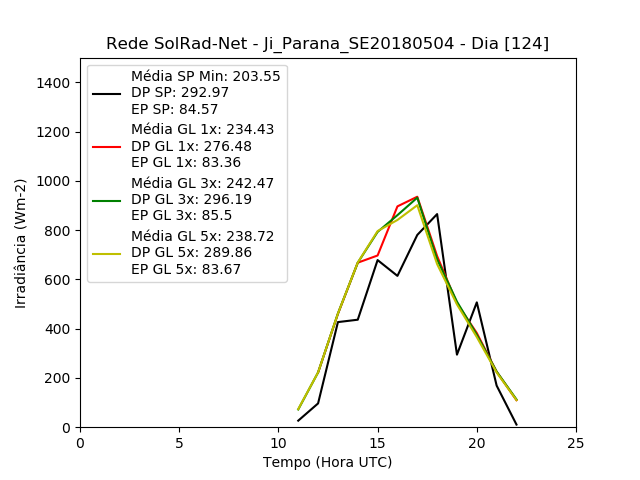 Rede SolRad-Net - Ji_Parana_SE20180504 - Dia [124]
Média SP Min: 203.55
DP SP: 292.97
EP SP: 84.57
Média GL 1x: 234.43
DP GL 1x: 276.48
EP GL 1x: 83.36
Média GL 3x: 242.47
DP GL 3x: 296.19
EP GL 3x: 85.5
Média GL 5x: 238.72
DP GL 5x: 289.86
EP GL 5x: 83.67
Irradiância (Wm-2)
1400
1200
1000
800
600
400
200
0
0 5 10 15 20 25
Tempo (Hora UTC)